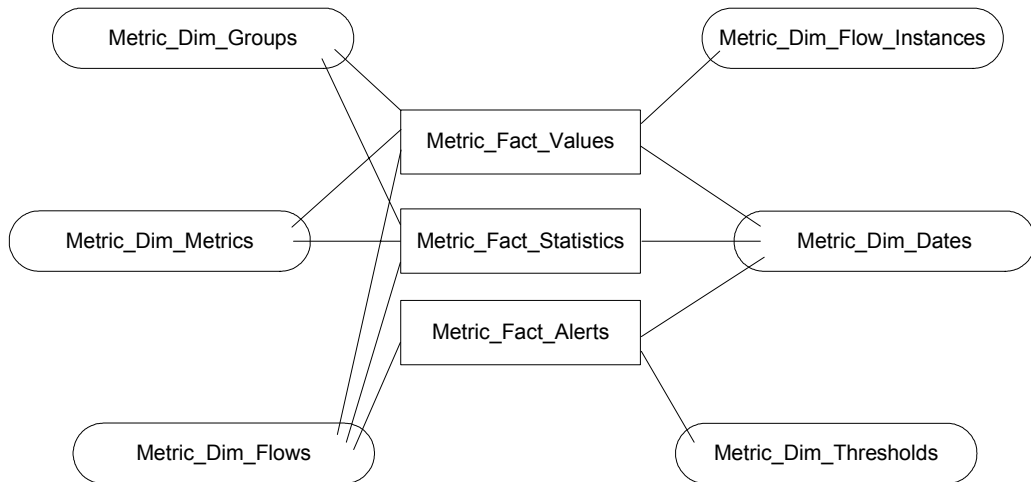 Metric_Dim_Groups
Metric_Dim_Flow_Instances
Metric_Fact_Values
Metric_Dim_Metrics
Metric_Fact_Statistics
Metric_Dim_Dates
Metric_Fact_Alerts
Metric_Dim_Flows
Metric_Dim_Thresholds